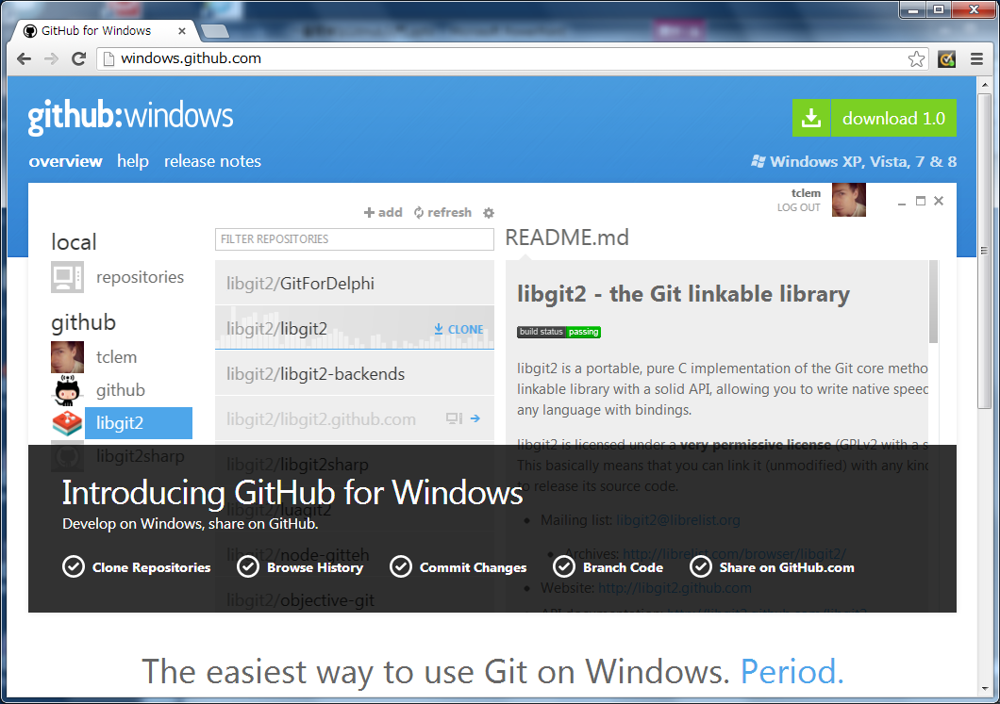 GitHub for Windows
windows.github.com
github:windows
download 1.0
overview help release notes
Windows XP, Vista, 7 & 8
tclem
LOG OUT
add refresh
local
repositories
github
tclem
github
libgit2
libgit2sharp
FILTER REPOSITORIES
libgit2/GitForDelphi
libgit2/libgit2 CLONE
libgit2/libgit2-backends
libgit2/libgit2.github.com
libgit2/libgit2sharp
libgit2/luagit2
libgit2/node-gitteh
libgit2/objective-git
README.md
libgit2 - the Git linkable library
build status passing
libgit2 is a portable, pure C implementation of the Git core metho
linkable library with a solid API, allowing you to write native speed
any language with bindings.
libgit2 is licensed under a very permissive license (GPLv2 with a s
This basically means that you can link it (unmodified) with any kind
to release its source code.
Mailing list: libgit2@librelist.org
Archives: http://librelist.com/browser/libgit2/
Website: http://libgit2.github.com
Introducing GitHub for Windows
Develop on Windows, share on GitHub.
Clone Repositories Browse History Commit Changes Branch Code Share on GitHub.com
The easiest way to use Git on Windows. Period.